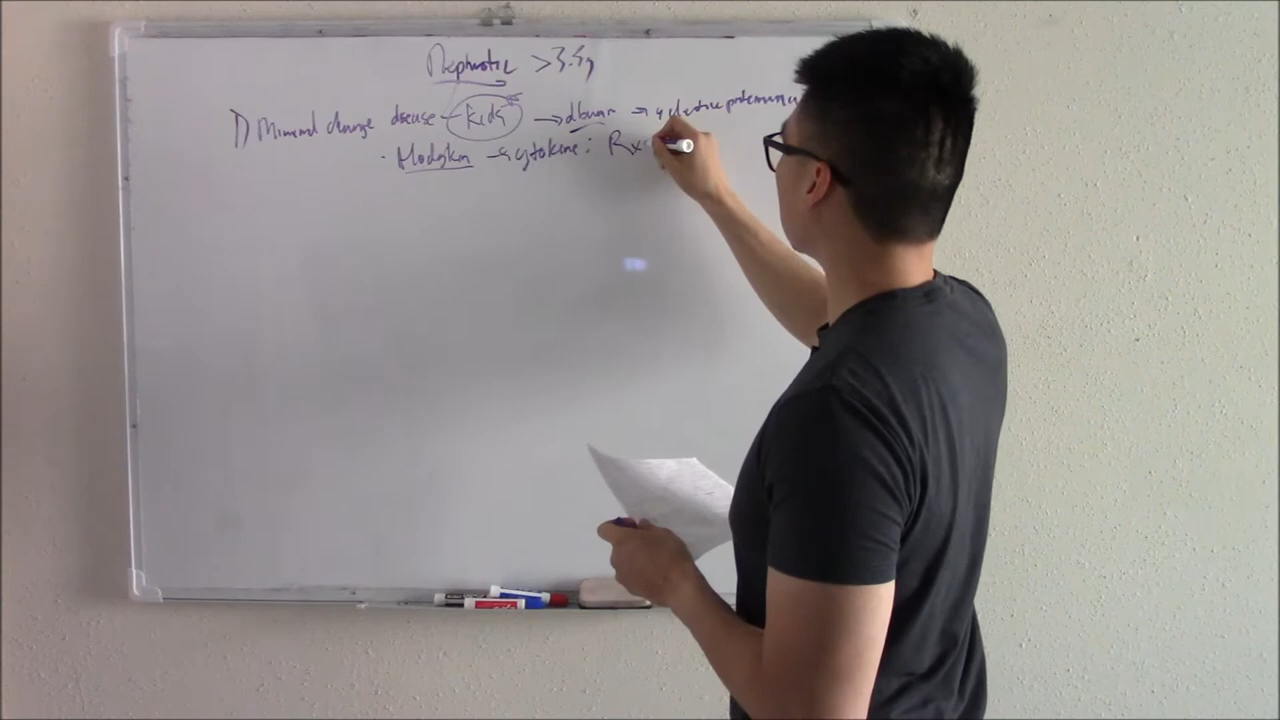 Nephrotic >3.5g
1) Minimal change disease - Kids → albumin → selective proteinuria
· Hodgkin → cytokine : Rx